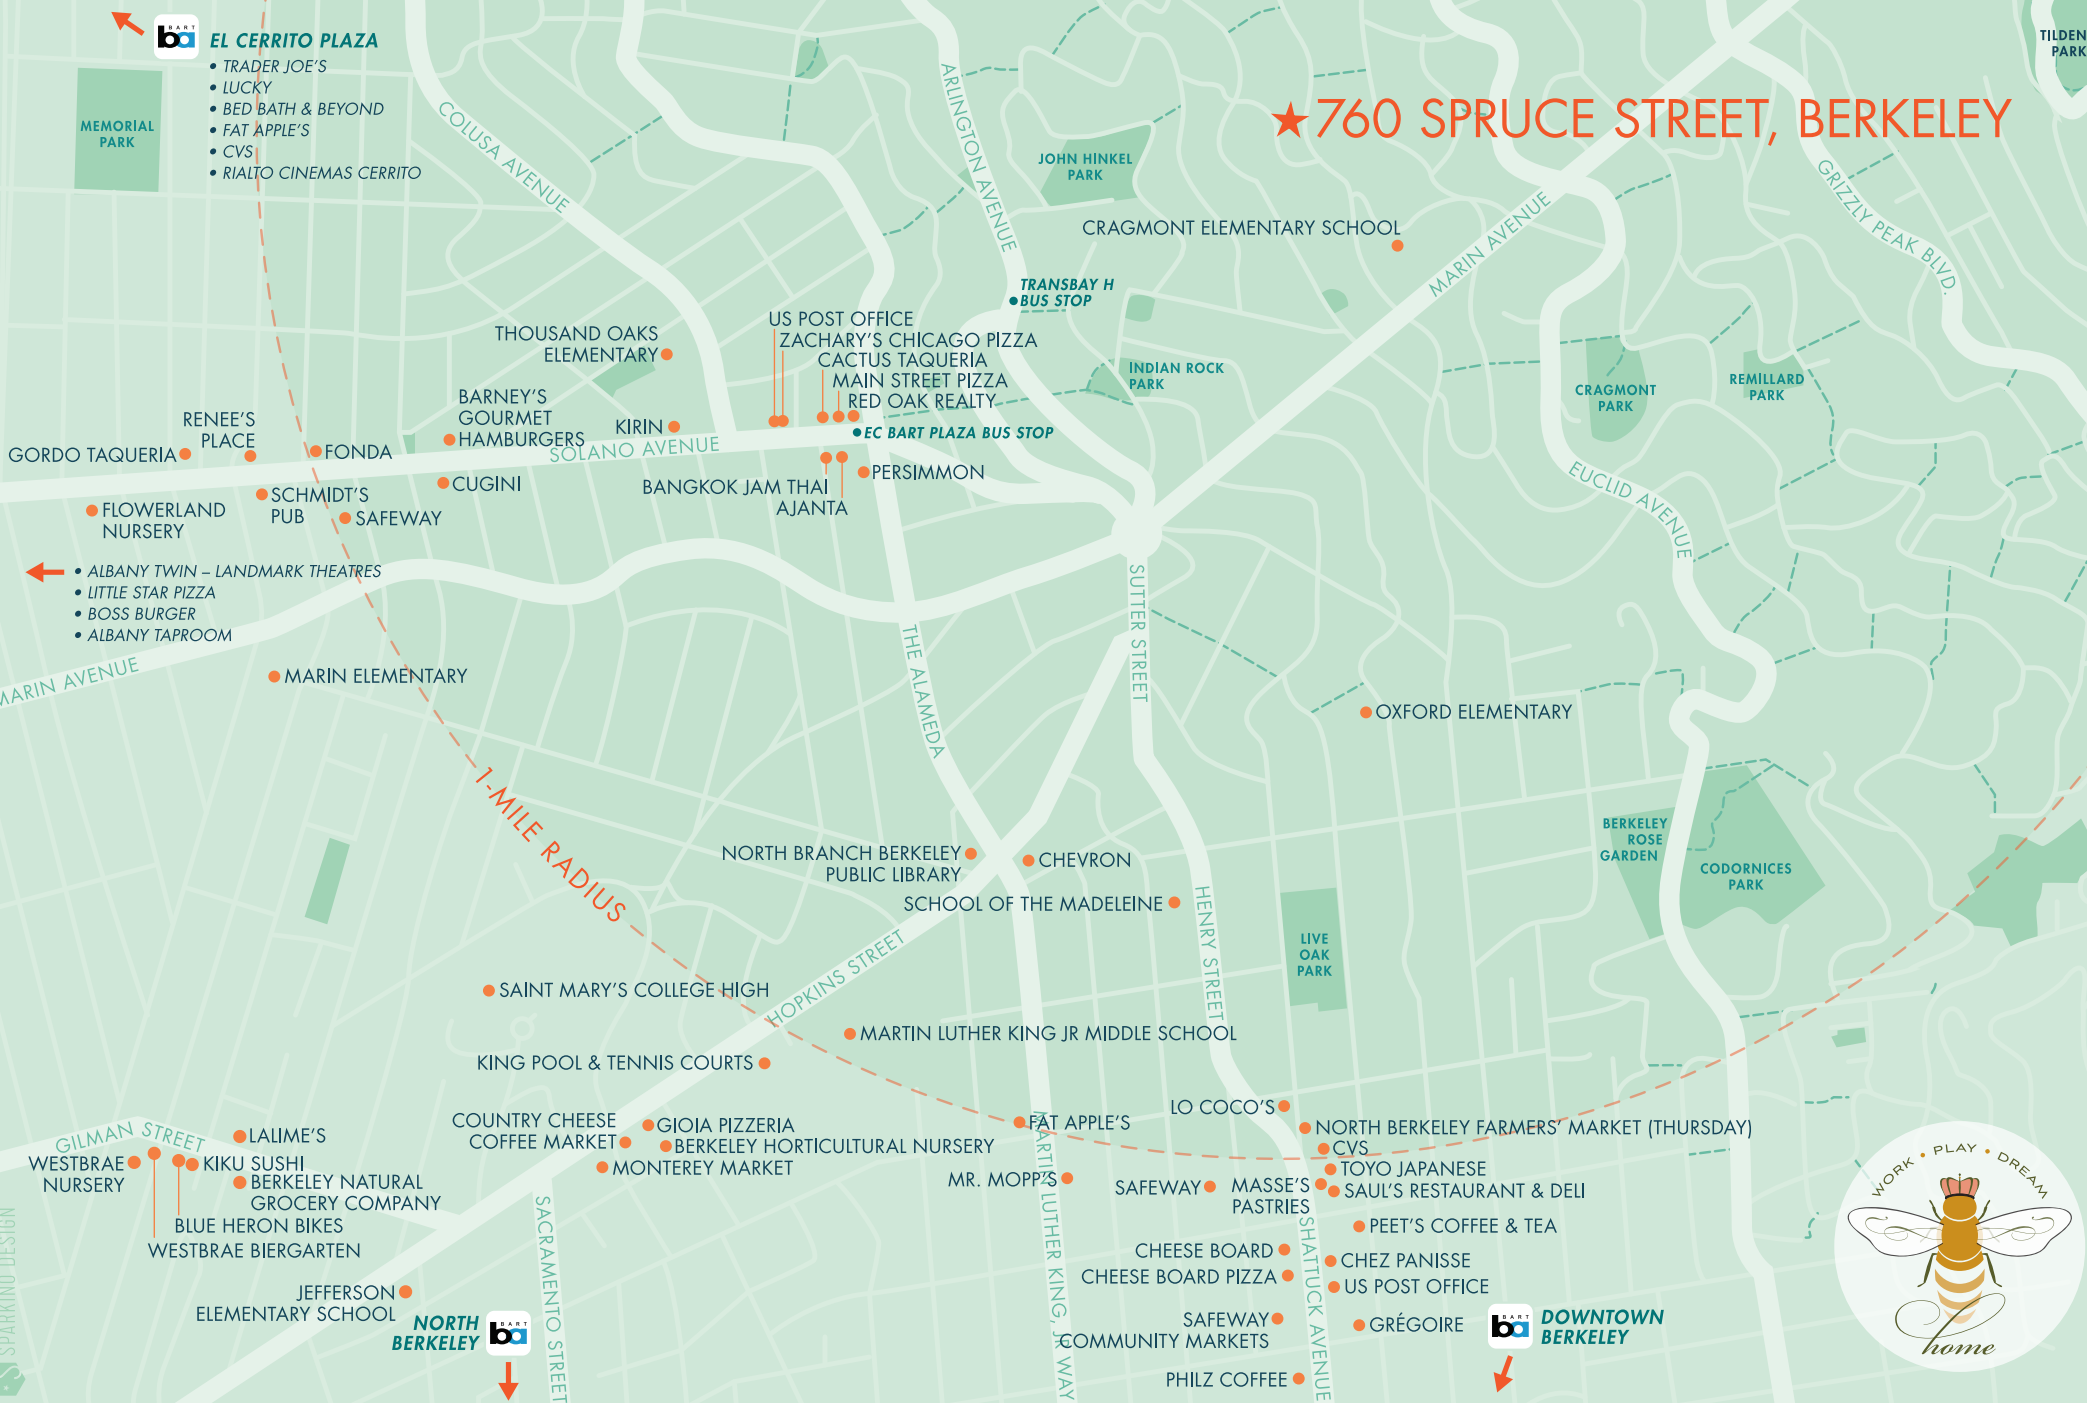 BART
ba
EL CERRITO PLAZA
• TRADER JOE'S
• LUCKY
• BED BATH & BEYOND
• FAT APPLE'S
• CVS
• RIALTO CINEMAS CERRITO
MEMORIAL
PARK
COLUSA AVENUE
ARLINGTON AVENUE
JOHN HINKEL
PARK
★760 SPRUCE STREET, BERKELEY
TILDEN
PARK
GRIZZLY PEAK BLVD.
CRAGMONT ELEMENTARY SCHOOL
MARIN AVENUE
TRANSBAY H
BUS STOP
US POST OFFICE
ZACHARY'S CHICAGO PIZZA
CACTUS TAQUERIA
MAIN STREET PIZZA
RED OAK REALTY
EC BART PLAZA BUS STOP
THOUSAND OAKS
ELEMENTARY
INDIAN ROCK
PARK
CRAGMONT
PARK
REMILLARD
PARK
BARNEY'S
GOURMET
HAMBURGERS
KIRIN
SOLANO AVENUE
RENEE'S
PLACE
GORDO TAQUERIA
FONDA
CUGINI
BANGKOK JAM THAI
AJANTA
PERSIMMON
EUCLID AVENUE
FLOWERLAND
NURSERY
SCHMIDT'S
PUB
SAFEWAY
• ALBANY TWIN – LANDMARK THEATRES
• LITTLE STAR PIZZA
• BOSS BURGER
• ALBANY TAPROOM
MARIN AVENUE
MARIN ELEMENTARY
THE ALAMEDA
SUTTER STREET
OXFORD ELEMENTARY
1-MILE RADIUS
NORTH BRANCH BERKELEY
PUBLIC LIBRARY
CHEVRON
SCHOOL OF THE MADELEINE
HENRY STREET
LIVE
OAK
PARK
BERKELEY
ROSE
GARDEN
CODORNICES
PARK
HOPKINS STREET
SAINT MARY'S COLLEGE HIGH
MARTIN LUTHER KING JR MIDDLE SCHOOL
KING POOL & TENNIS COURTS
COUNTRY CHEESE
COFFEE MARKET
GIOIA PIZZERIA
BERKELEY HORTICULTURAL NURSERY
MONTEREY MARKET
FAT APPLE'S
MARTIN LUTHER KING, JR WAY
MR. MOPP'S
LO COCO'S
NORTH BERKELEY FARMERS' MARKET (THURSDAY)
CVS
TOYO JAPANESE
SAFEWAY
MASSE'S
PASTRIES
SAUL'S RESTAURANT & DELI
PEET'S COFFEE & TEA
CHEESE BOARD
CHEESE BOARD PIZZA
CHEZ PANISSE
US POST OFFICE
SHATTUCK AVENUE
SAFEWAY
COMMUNITY MARKETS
GRÉGOIRE
PHILZ COFFEE
GILMAN STREET
LALIME'S
WESTBRAE
NURSERY
KIKU SUSHI
BERKELEY NATURAL
GROCERY COMPANY
BLUE HERON BIKES
WESTBRAE BIERGARTEN
JEFFERSON
ELEMENTARY SCHOOL
NORTH
BERKELEY
BART
ba
SACRAMENTO STREET
BART
ba
DOWNTOWN
BERKELEY
WORK • PLAY • DREAM
home
SPARKINO DESIGN